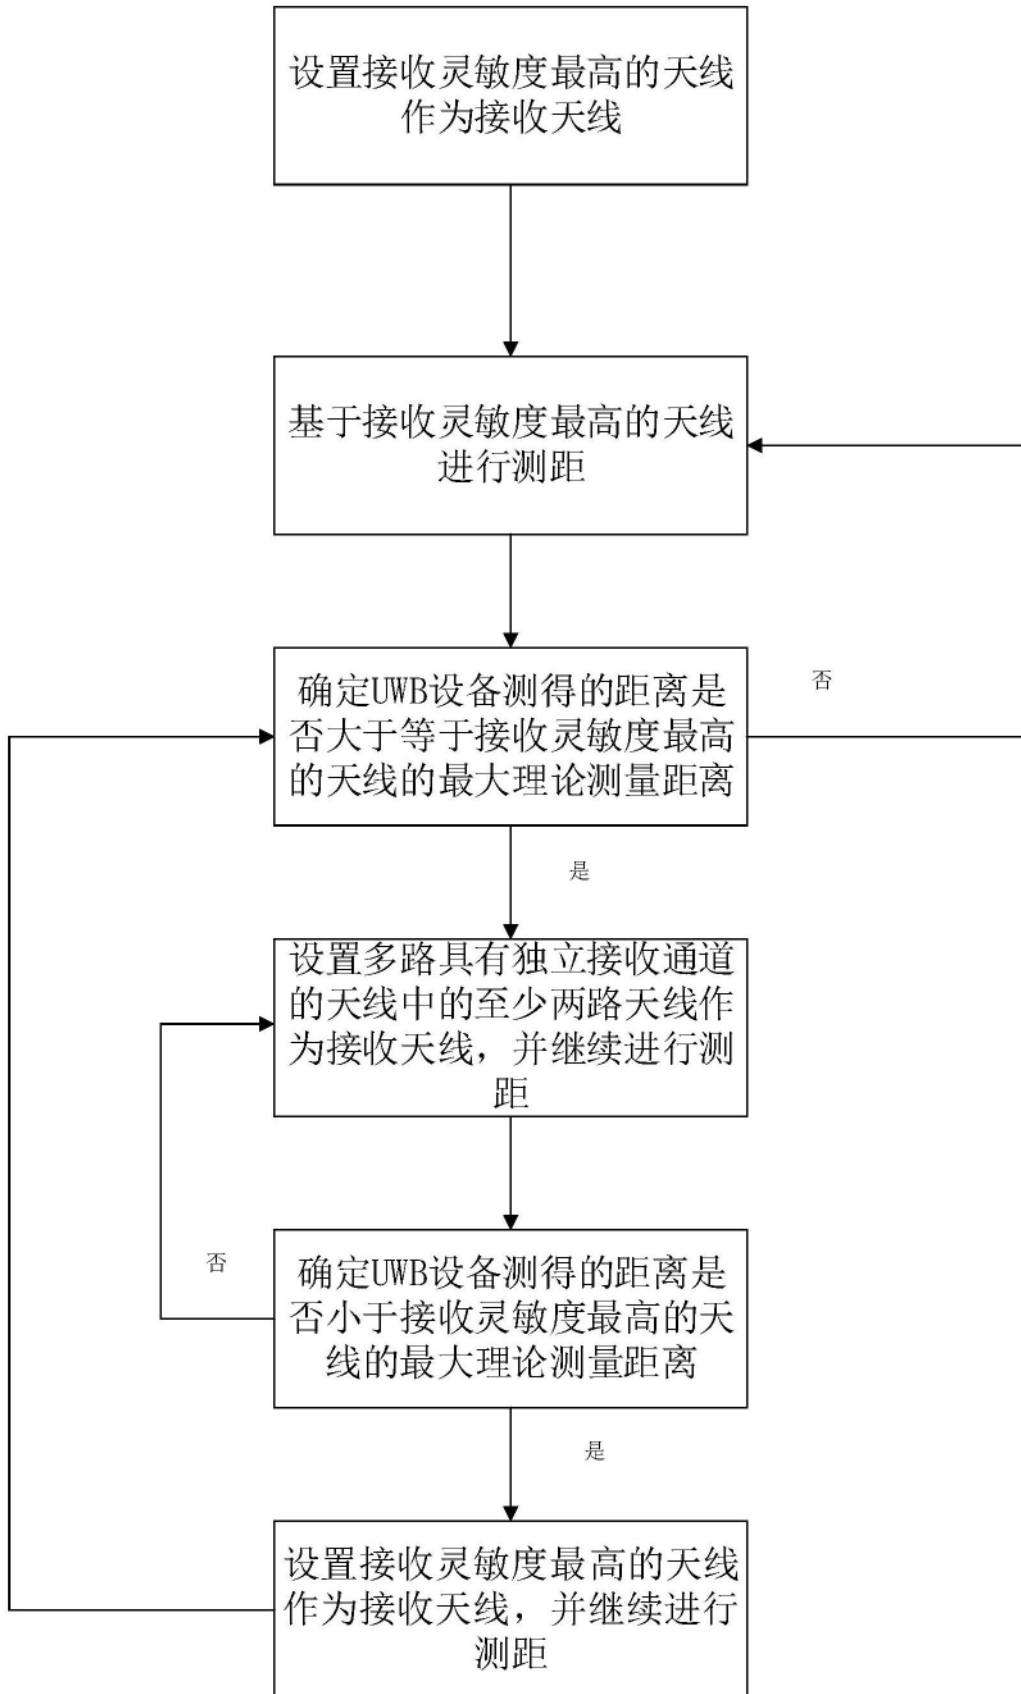 设置接收灵敏度最高的天线
作为接收天线
基于接收灵敏度最高的天线
进行测距
确定UWB设备测得的距离是
否大于等于接收灵敏度最高
的天线的最大理论测量距离
否
是
设置多路具有独立接收通道
的天线中的至少两路天线作
为接收天线，并继续进行测
距
确定UWB设备测得的距离是
否小于接收灵敏度最高的天
线的最大理论测量距离
否
是
设置接收灵敏度最高的天线
作为接收天线，并继续进行
测距